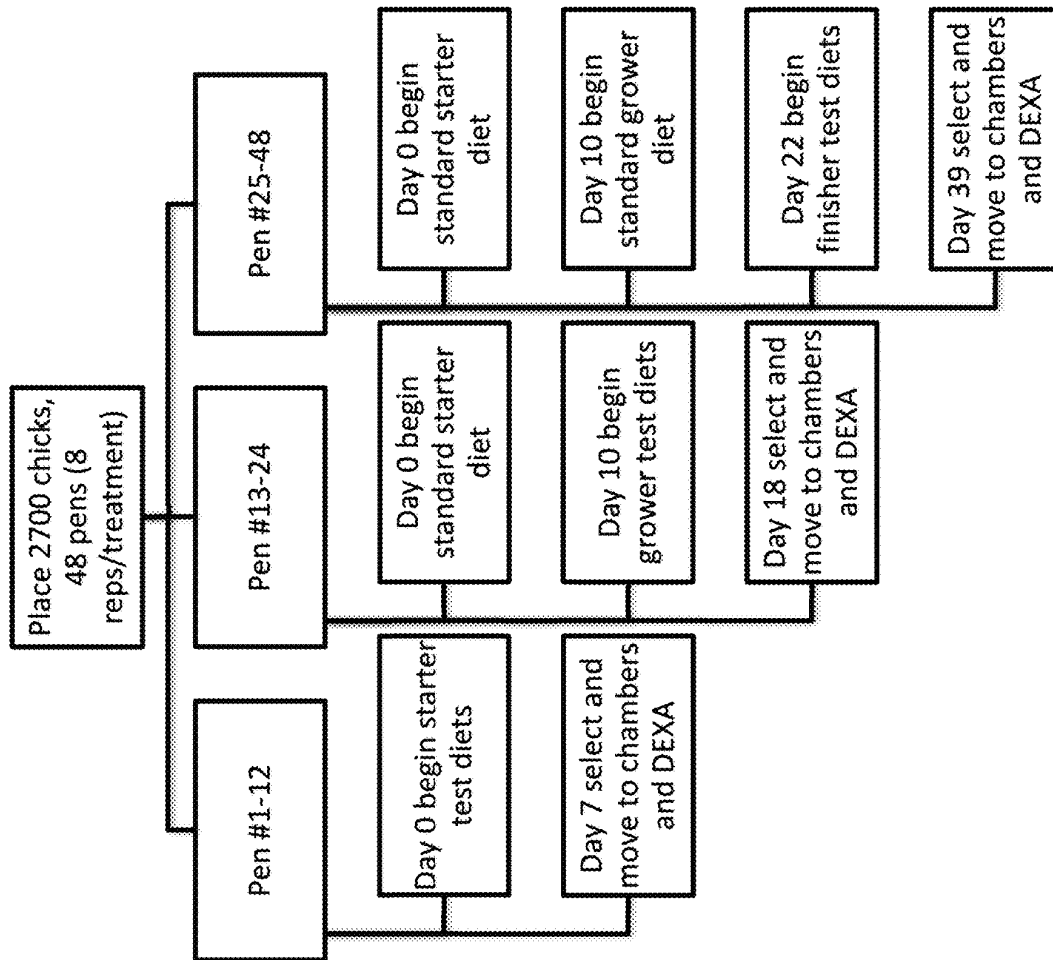 Place 2700 chicks,
48 pens (8
reps/treatment)
Pen #1-12
Day 0 begin starter
test diets
Day 7 select and
move to chambers
and DEXA
Pen #13-24
Day 0 begin
standard starter
diet
Day 10 begin
grower test diets
Day 18 select and
move to chambers
and DEXA
Pen #25-48
Day 0 begin
standard starter
diet
Day 10 begin
standard grower
diet
Day 22 begin
finisher test diets
Day 39 select and
move to chambers
and DEXA